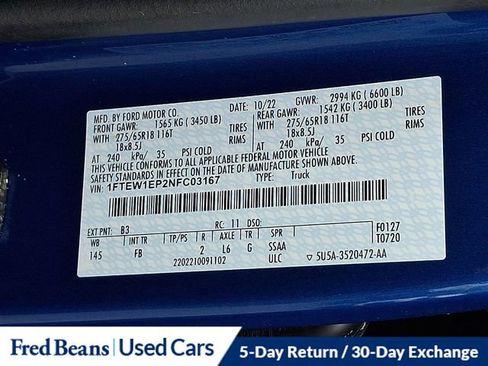 MFD. BY FORD MOTOR CO.
DATE: 10/22 GVWR: 2994 KG ( 6600 LB)
FRONT GAWR: 1565 KG ( 3450 LB) REAR GAWR: 1542 KG ( 3400 LB)
WITH WITH
275/65R18 116T TIRES 275/65R18 116T TIRES
18x8.5J RIMS 18x8.5J RIMS
AT 240 kPa/ 35 PSI COLD AT 240 kPa/ 35 PSI COLD
THIS VEHICLE CONFORMS TO ALL APPLICABLE FEDERAL MOTOR VEHICLE
SAFETY STANDARDS IN EFFECT ON THE DATE OF MANUFACTURE SHOWN ABOVE.
VIN: 1FTEW1EP2NFC03167
TYPE: Truck
EXT PNT: B3 RC: 11 DSO: F0127
WB INT TR TP/PS R AXLE TR SPR T0720
145 FB 2 L6 G SSAA
2202210091102 ULC 5U5A-3520472-AA
Fred Beans Used Cars 5-Day Return / 30-Day Exchange